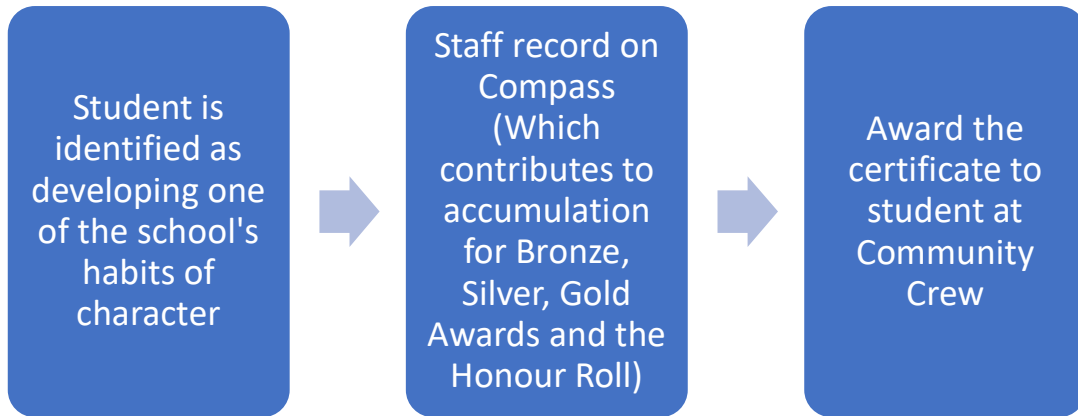 Student is
identified as
developing one
of the school's
habits of
character
Staff record on
Compass
(Which
contributes to
accumulation
for Bronze,
Silver, Gold
Awards and the
Honour Roll)
Award the
certificate to
student at
Community
Crew